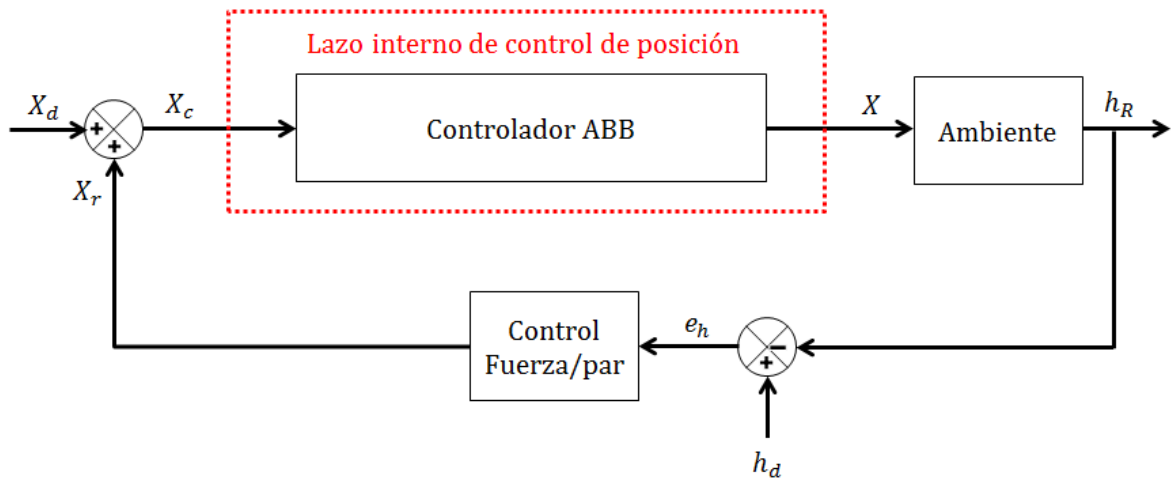 Lazo interno de control de posición
X_d
+
+
X_c
Controlador ABB
X
Ambiente
h_R
X_r
Control
Fuerza/par
e_h
−
+
h_d